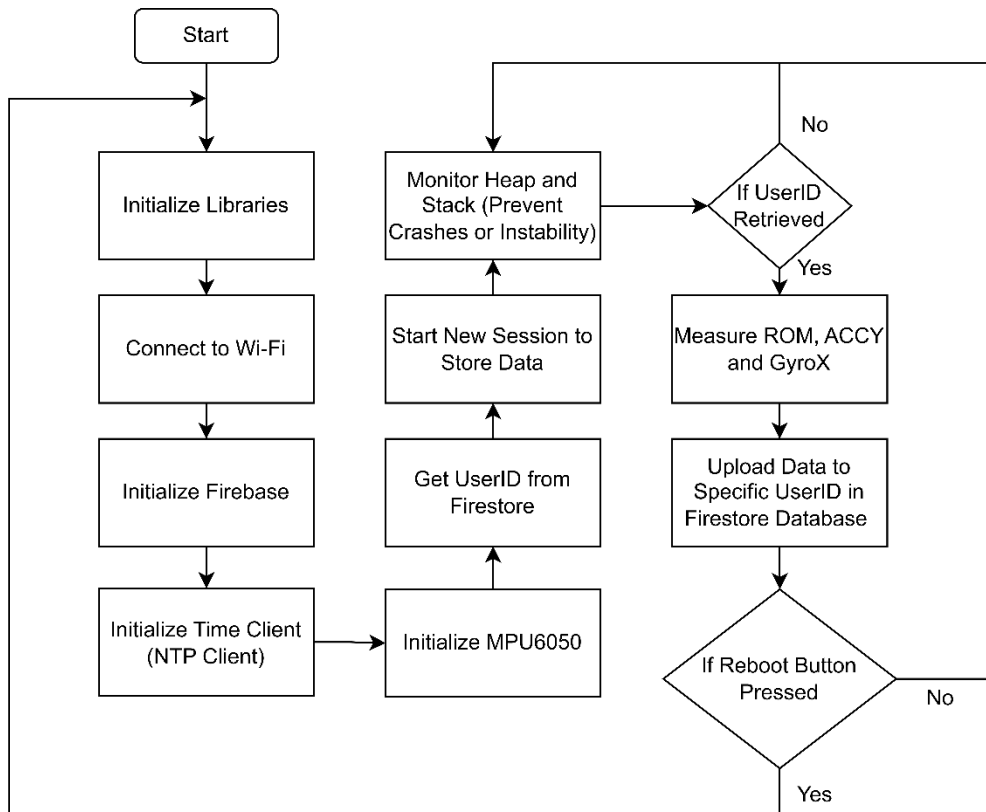 Start
Initialize Libraries
Connect to Wi-Fi
Initialize Firebase
Initialize Time Client
(NTP Client)
Initialize MPU6050
Get UserID from
Firestore
Start New Session to
Store Data
Monitor Heap and
Stack (Prevent
Crashes or Instability)
If UserID
Retrieved
No
Yes
Measure ROM, ACCY
and GyroX
Upload Data to
Specific UserID in
Firestore Database
If Reboot Button
Pressed
No
Yes